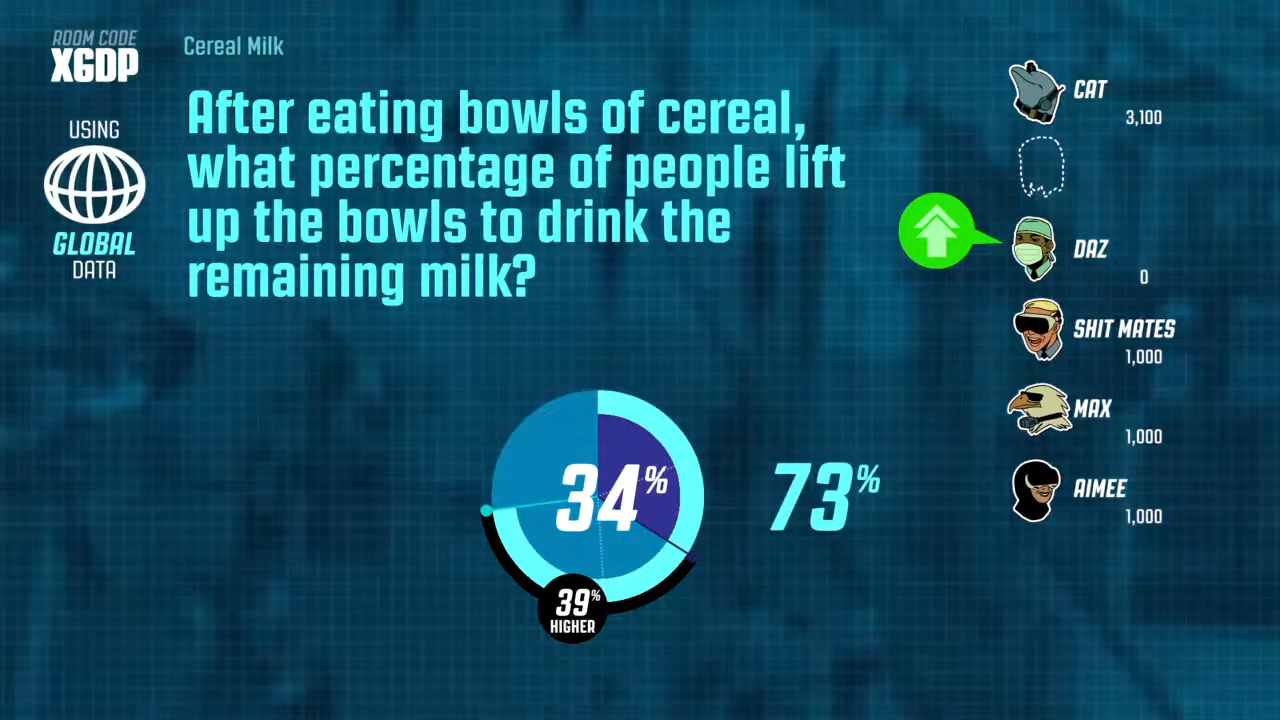 ROOM CODE
X6DP
USING
GLOBAL
DATA
Cereal Milk
After eating bowls of cereal,
what percentage of people lift
up the bowls to drink the
remaining milk?
34%
73%
39%
HIGHER
CAT
3,100
DAZ
0
SHIT MATES
1,000
MAX
1,000
AIMEE
1,000